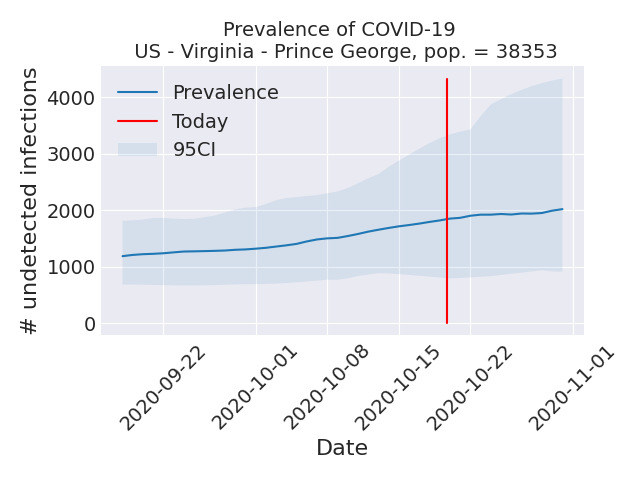 Prevalence of COVID-19
US - Virginia - Prince George, pop. = 38353
# undetected infections
4000
3000
2000
1000
0
Prevalence
Today
95CI
2020-09-22
2020-10-01
2020-10-08
2020-10-15
2020-10-22
2020-11-01
Date